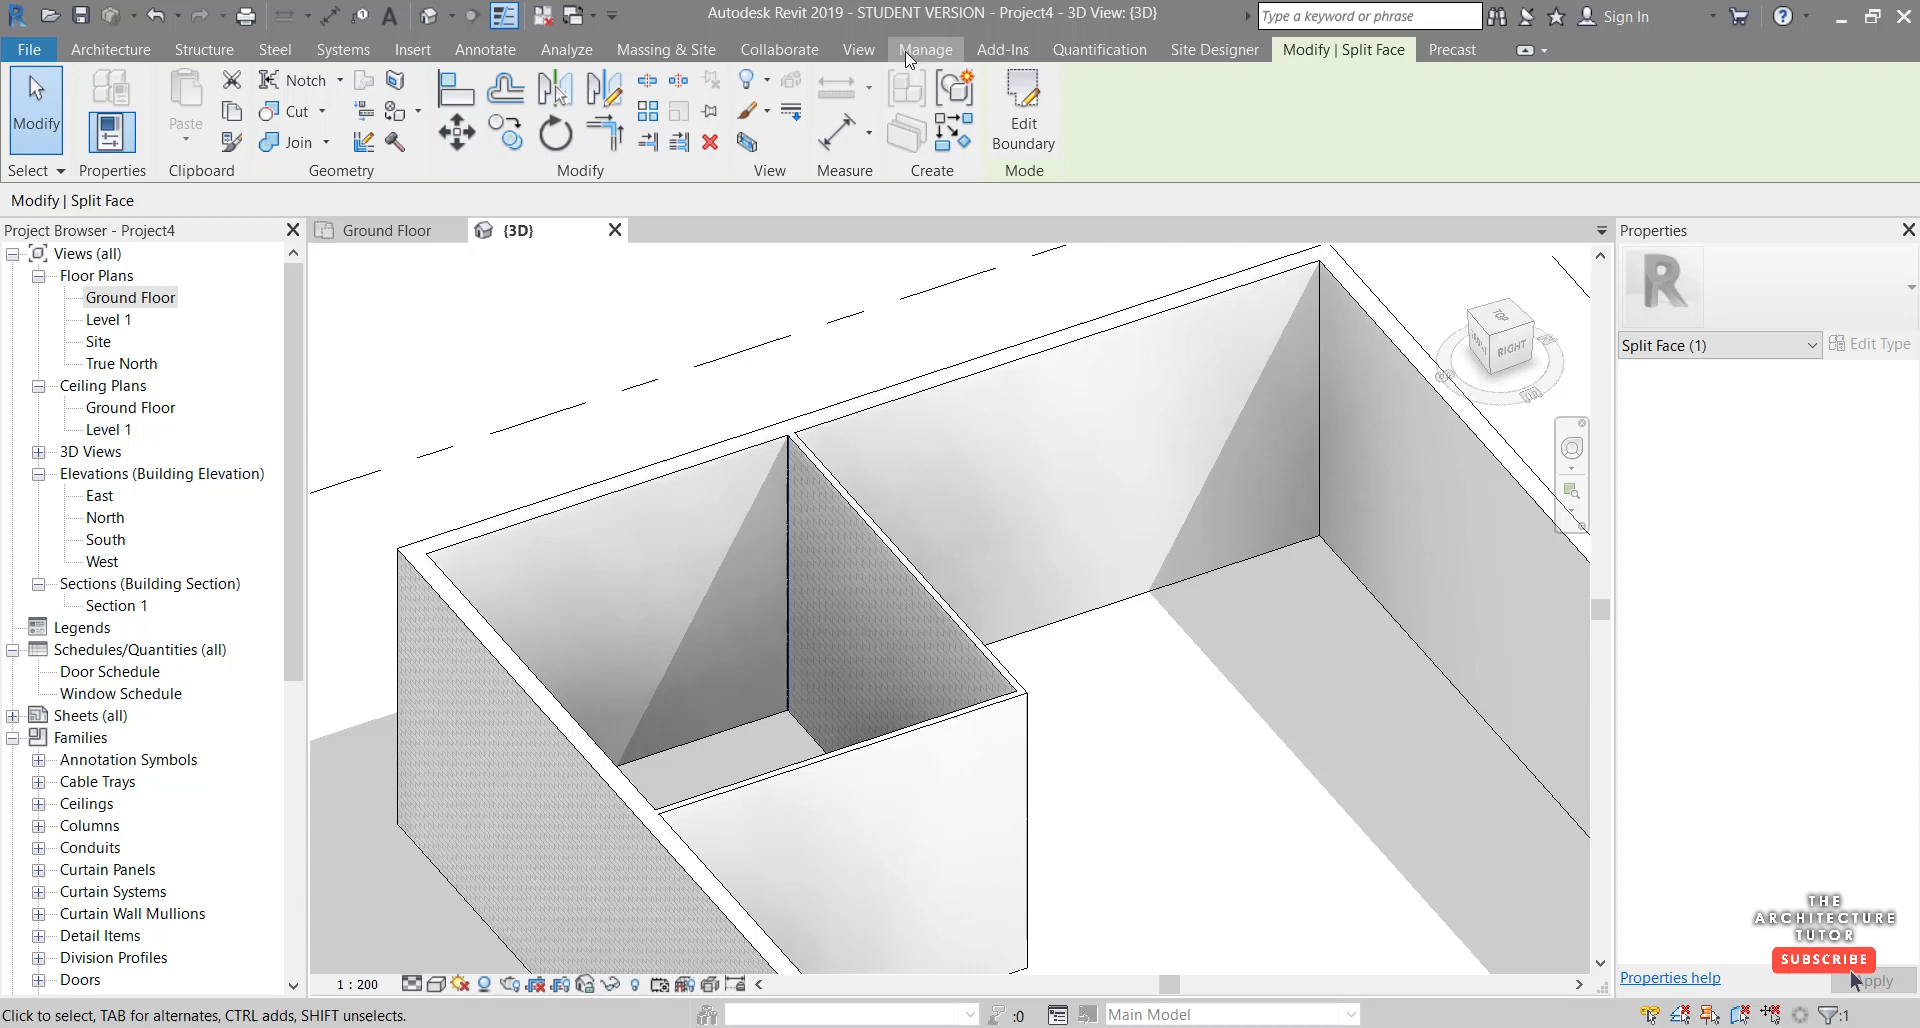 Autodesk Revit 2019 - STUDENT VERSION - Project4 - 3D View: {3D}
Type a keyword or phrase
Sign In
File Architecture Structure Steel Systems Insert Annotate Analyze Massing & Site Collaborate View Manage Add-Ins Quantification Site Designer Modify | Split Face Precast
Modify
Paste
Notch
Cut
Join
Edit
Boundary
Select Properties Clipboard Geometry Modify View Measure Create Mode
Modify | Split Face
Project Browser - Project4
Views (all)
Floor Plans
Ground Floor
Level 1
Site
True North
Ceiling Plans
Ground Floor
Level 1
3D Views
Elevations (Building Elevation)
East
North
South
West
Sections (Building Section)
Section 1
Legends
Schedules/Quantities (all)
Door Schedule
Window Schedule
Sheets (all)
Families
Annotation Symbols
Cable Trays
Ceilings
Columns
Conduits
Curtain Panels
Curtain Systems
Curtain Wall Mullions
Detail Items
Division Profiles
Doors
Ground Floor
{3D}
TOP
RIGHT
Properties
R
Split Face (1)
Edit Type
THE
ARCHITECTURE
TUTOR
SUBSCRIBE
Properties help
1 : 200
Click to select, TAB for alternates, CTRL adds, SHIFT unselects.
:0
Main Model
:1